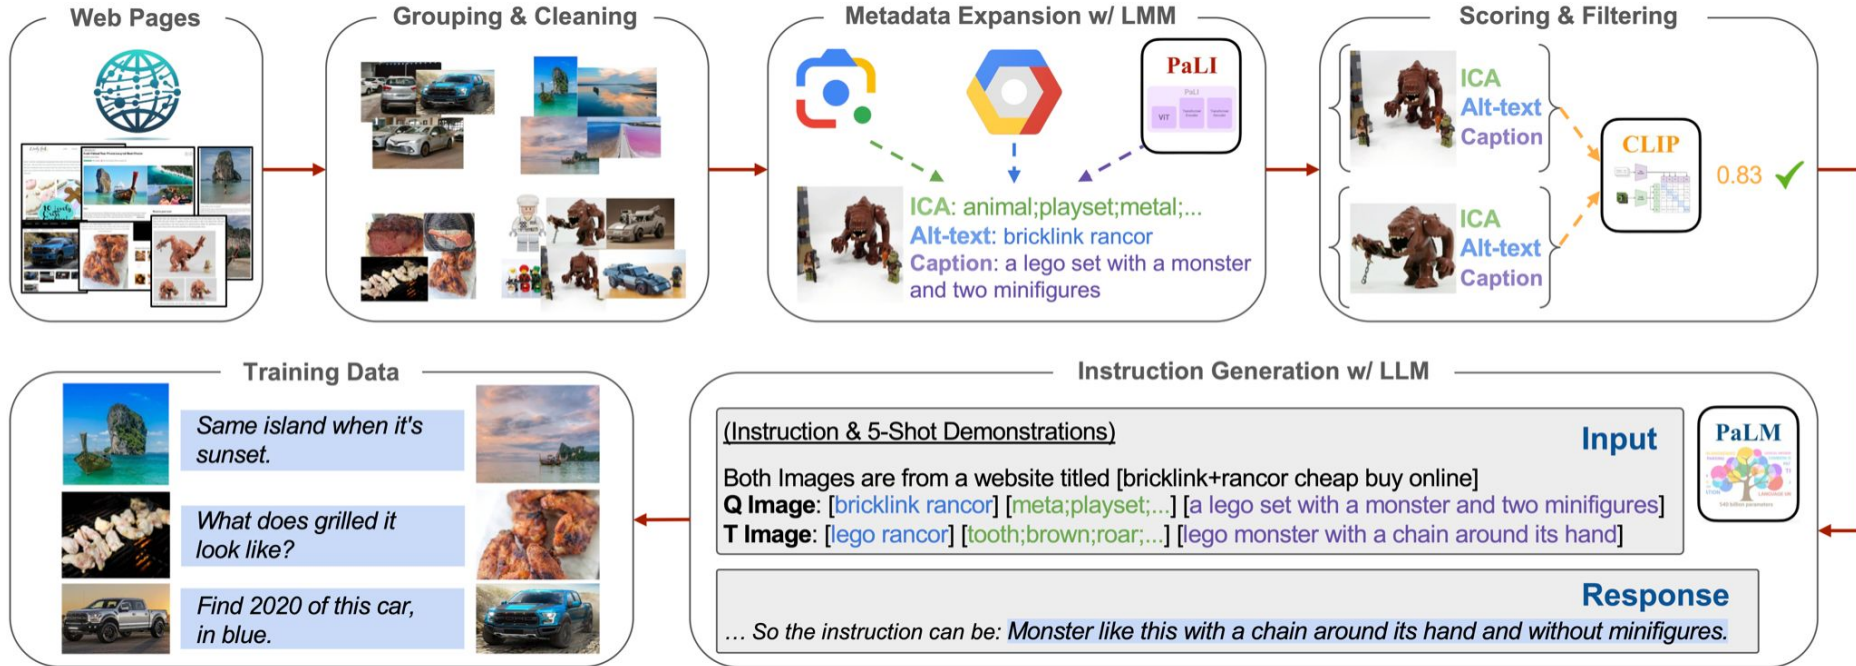 Web Pages
Grouping & Cleaning
Metadata Expansion w/ LMM
PaLI
PaLI
ViT
ICA: animal;playset;metal;...
Alt-text: bricklink rancor
Caption: a lego set with a monster
and two minifigures
Scoring & Filtering
ICA
Alt-text
Caption
ICA
Alt-text
Caption
CLIP
0.83
Instruction Generation w/ LLM
(Instruction & 5-Shot Demonstrations)
Input
Both Images are from a website titled [bricklink+rancor cheap buy online]
Q Image: [bricklink rancor] [meta;playset;...] [a lego set with a monster and two minifigures]
T Image: [lego rancor] [tooth;brown;roar;...] [lego monster with a chain around its hand]
PaLM
540 billion parameters
Response
... So the instruction can be: Monster like this with a chain around its hand and without minifigures.
Training Data
Same island when it's
sunset.
What does grilled it
look like?
Find 2020 of this car,
in blue.